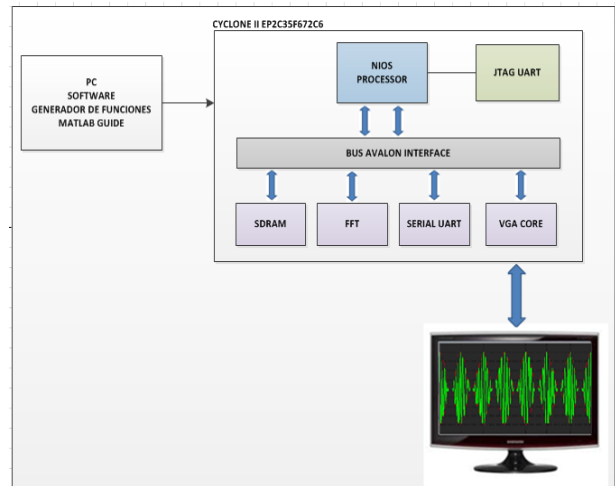 CYCLONE II EP2C35F672C6
PC
SOFTWARE
GENERADOR DE FUNCIONES
MATLAB GUIDE
NIOS
PROCESSOR
JTAG UART
BUS AVALON INTERFACE
SDRAM
FFT
SERIAL UART
VGA CORE